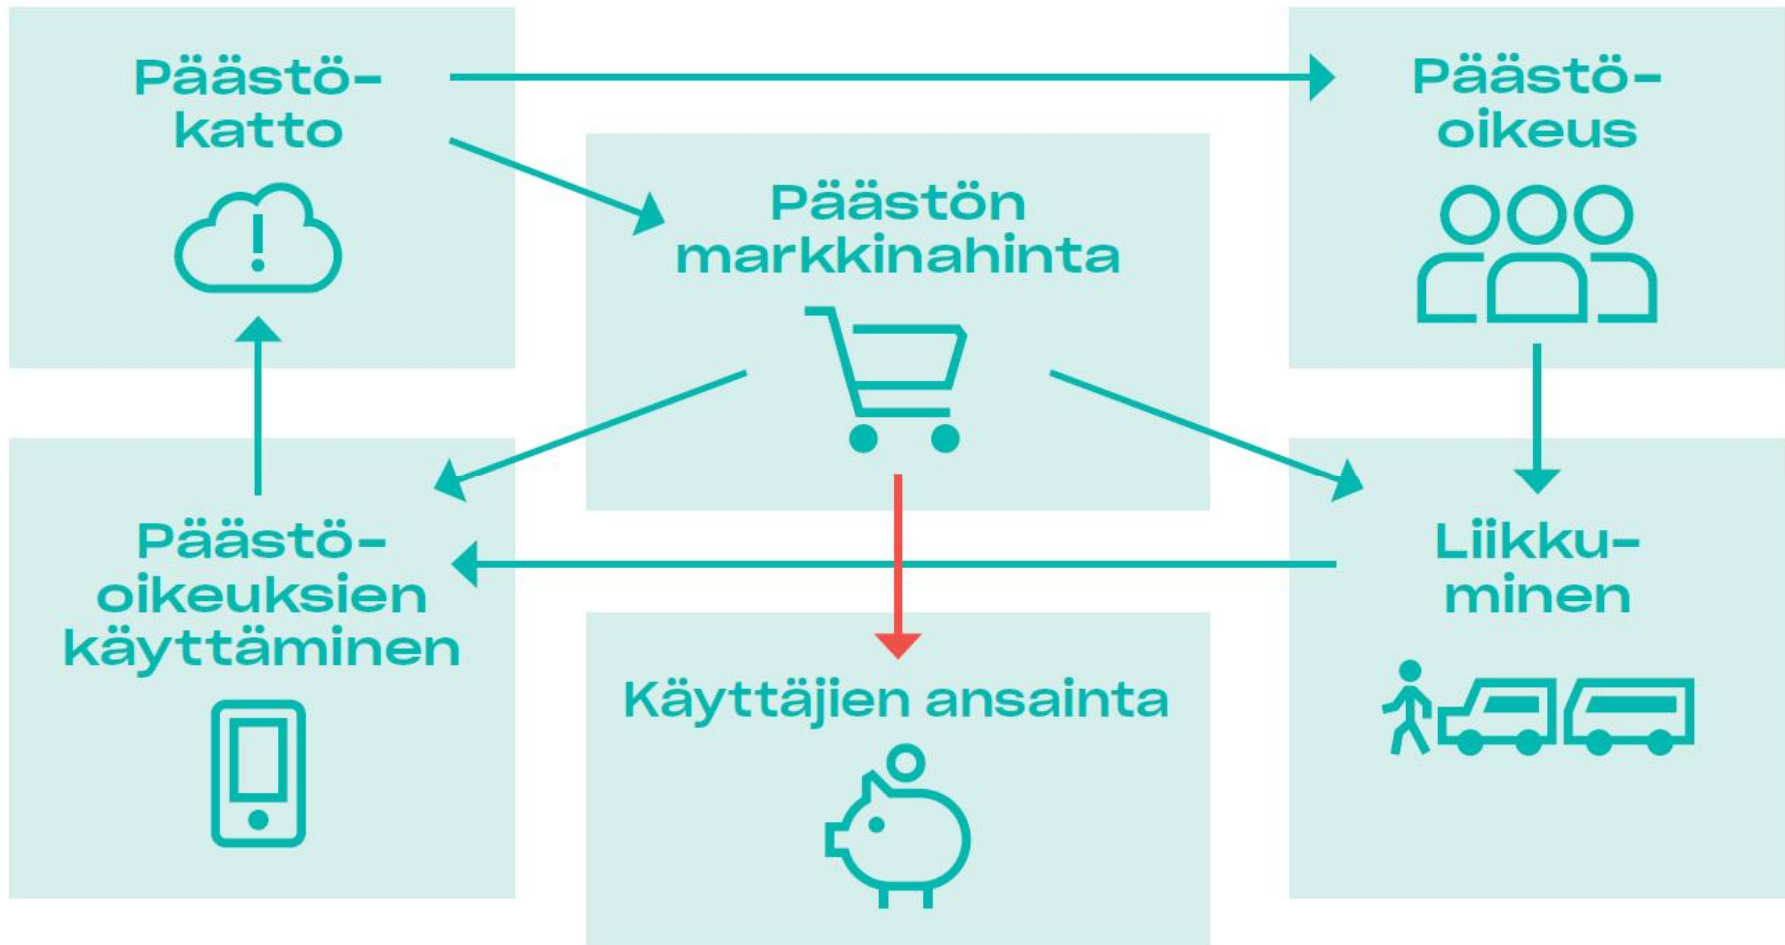 Päästö-
katto
Päästön
markkinahinta
Päästö-
oikeus
Päästö-
oikeuksien
käyttäminen
Käyttäjien ansainta
Liikku-
minen